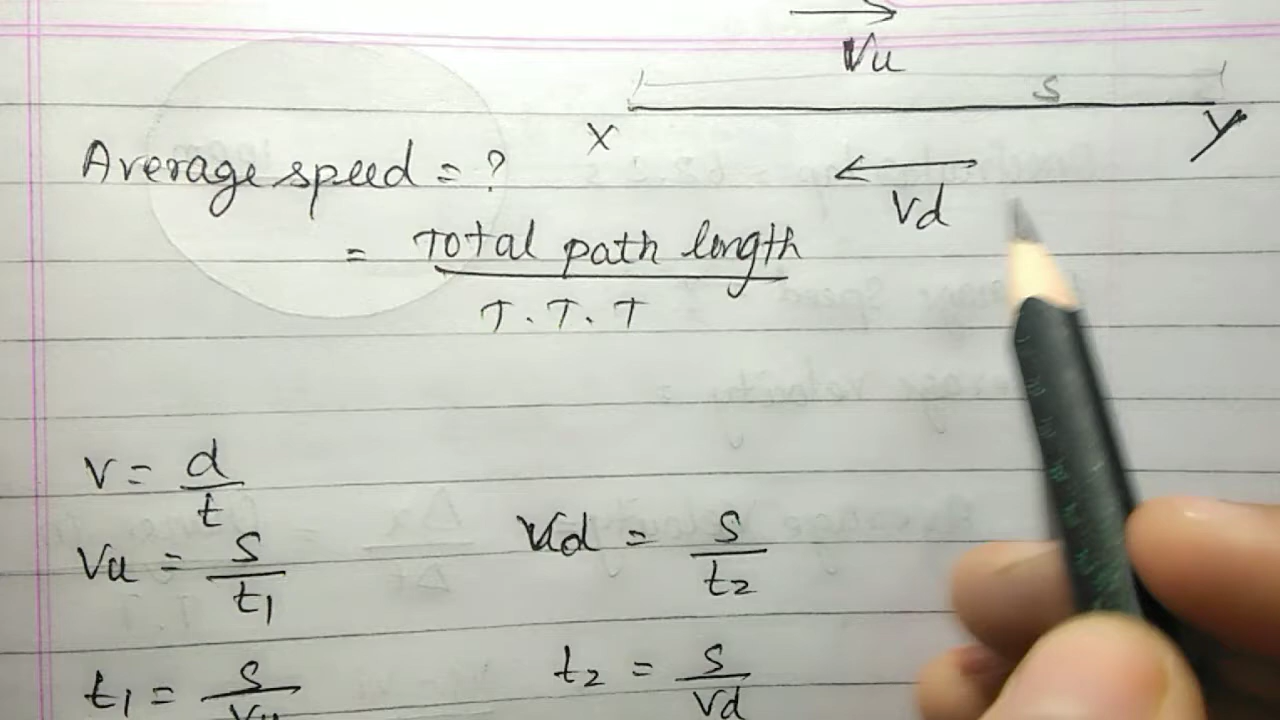 Vu
S
X Y
Average speed = ?
Vd
= Total path length / T.T.T
V = d/t
Vu = S/t1
Vd = S/t2
t1 = S/Vu
t2 = S/Vd